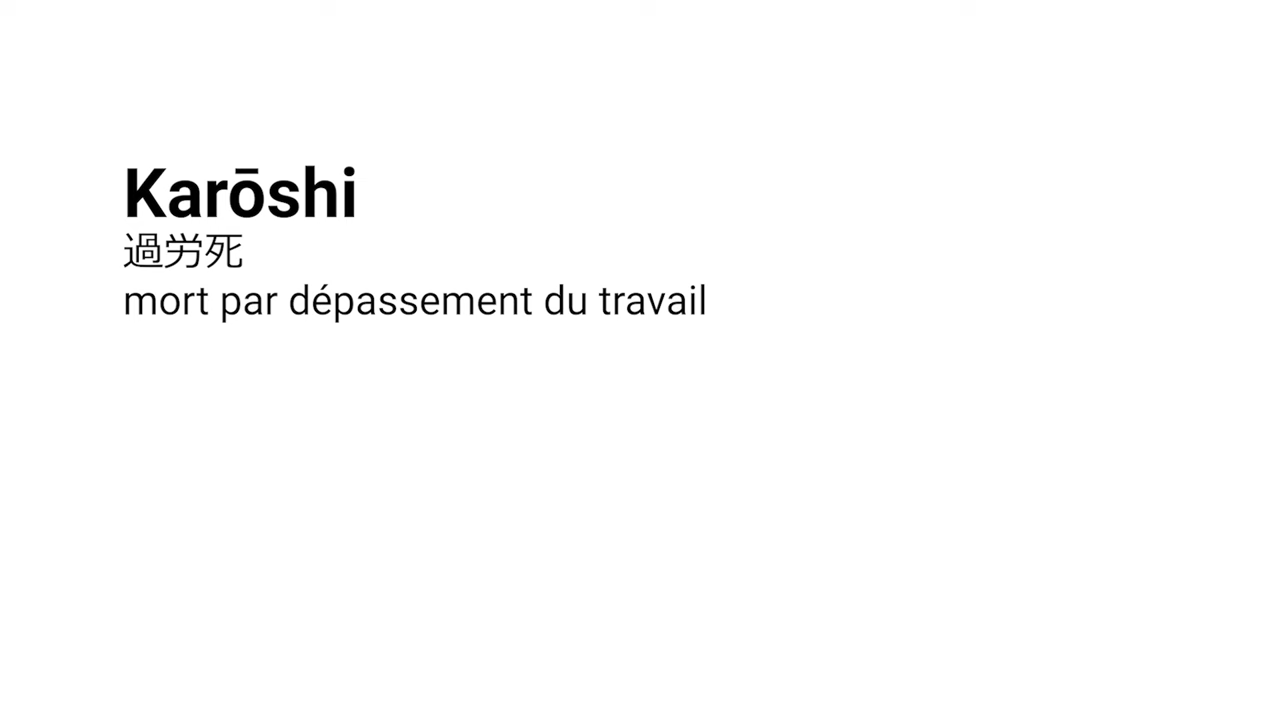 Karōshi
過労死
mort par dépassement du travail